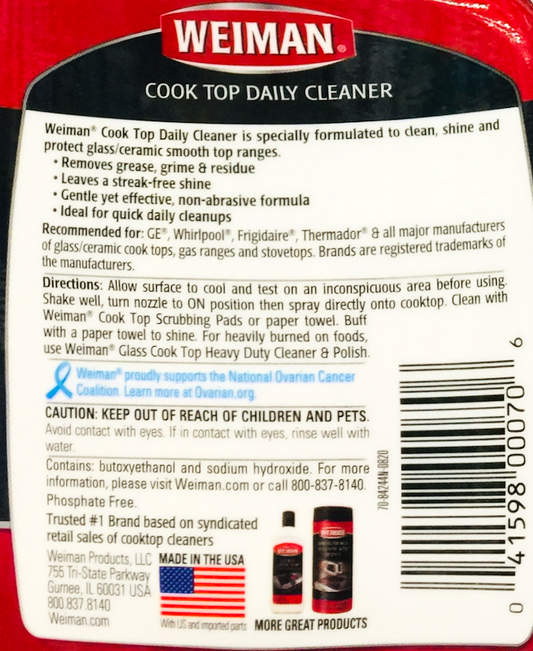 WEIMAN®
COOK TOP DAILY CLEANER
Weiman® Cook Top Daily Cleaner is specially formulated to clean, shine and
protect glass/ceramic smooth top ranges.
• Removes grease, grime & residue
• Leaves a streak-free shine
• Gentle yet effective, non-abrasive formula
• Ideal for quick daily cleanups
Recommended for: GE®, Whirlpool®, Frigidaire®, Thermador® & all major manufacturers
of glass/ceramic cook tops, gas ranges and stovetops. Brands are registered trademarks of
the manufacturers.
Directions: Allow surface to cool and test on an inconspicuous area before using.
Shake well, turn nozzle to ON position then spray directly onto cooktop. Clean with
Weiman® Cook Top Scrubbing Pads or paper towel. Buff
with a paper towel to shine. For heavily burned on foods,
use Weiman® Glass Cook Top Heavy Duty Cleaner & Polish.
Weiman® proudly supports the National Ovarian Cancer
Coalition. Learn more at Ovarian.org.
CAUTION: KEEP OUT OF REACH OF CHILDREN AND PETS.
Avoid contact with eyes. If in contact with eyes, rinse well with
water.
Contains: butoxyethanol and sodium hydroxide. For more
information, please visit Weiman.com or call 800-837-8140.
Phosphate Free.
Trusted #1 Brand based on syndicated
retail sales of cooktop cleaners
Weiman Products, LLC
755 Tri-State Parkway
Gurnee, IL 60031 USA
800.837.8140
Weiman.com
MADE IN THE USA
With US and imported parts
WEIMAN
WEIMAN
MORE GREAT PRODUCTS
70-84244N-0820
0 41598 00070 6